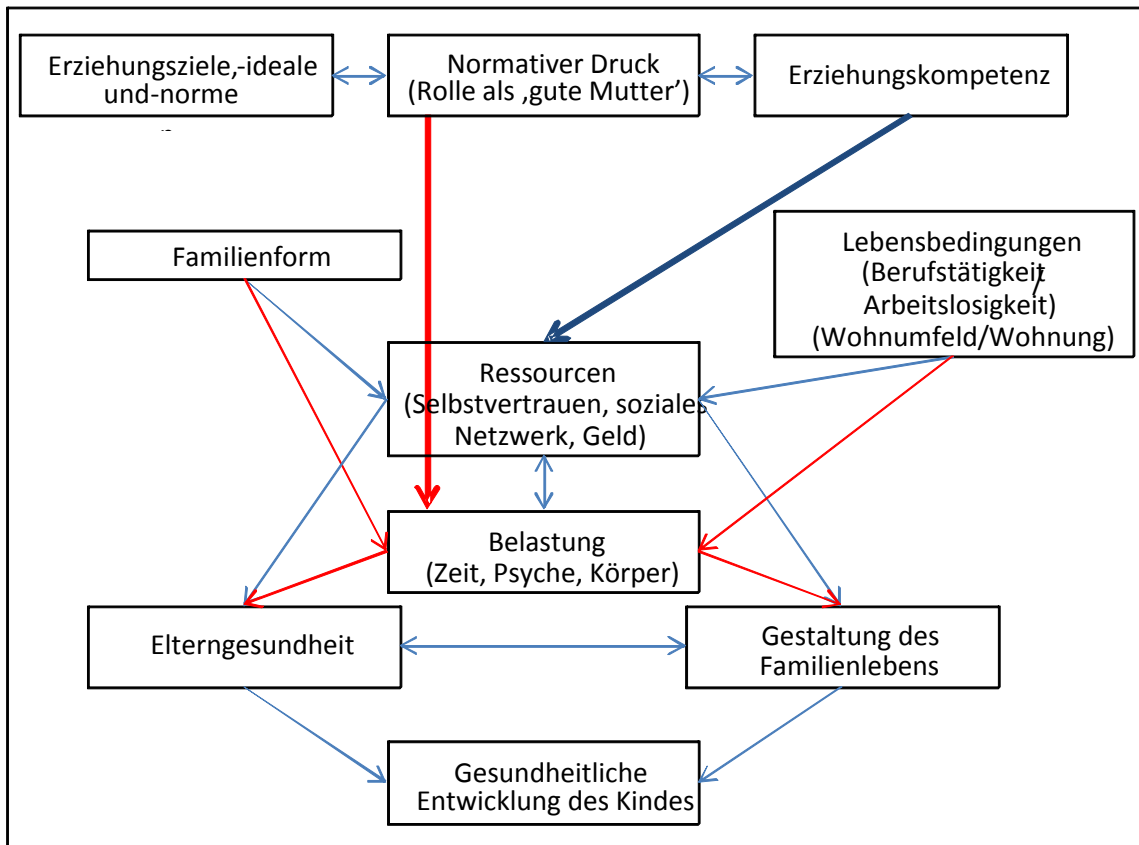 Erziehungsziele,-ideale
und-norme
n
Normativer Druck
(Rolle als ‚gute Mutter’)
Erziehungskompetenz
Familienform
Lebensbedingungen
(Berufstätigkeit
/
Arbeitslosigkeit)
(Wohnumfeld/Wohnung)
Ressourcen
(Selbstvertrauen, soziales
Netzwerk, Geld)
Belastung
(Zeit, Psyche, Körper)
Elterngesundheit
Gestaltung des
Familienlebens
Gesundheitliche
Entwicklung des Kindes